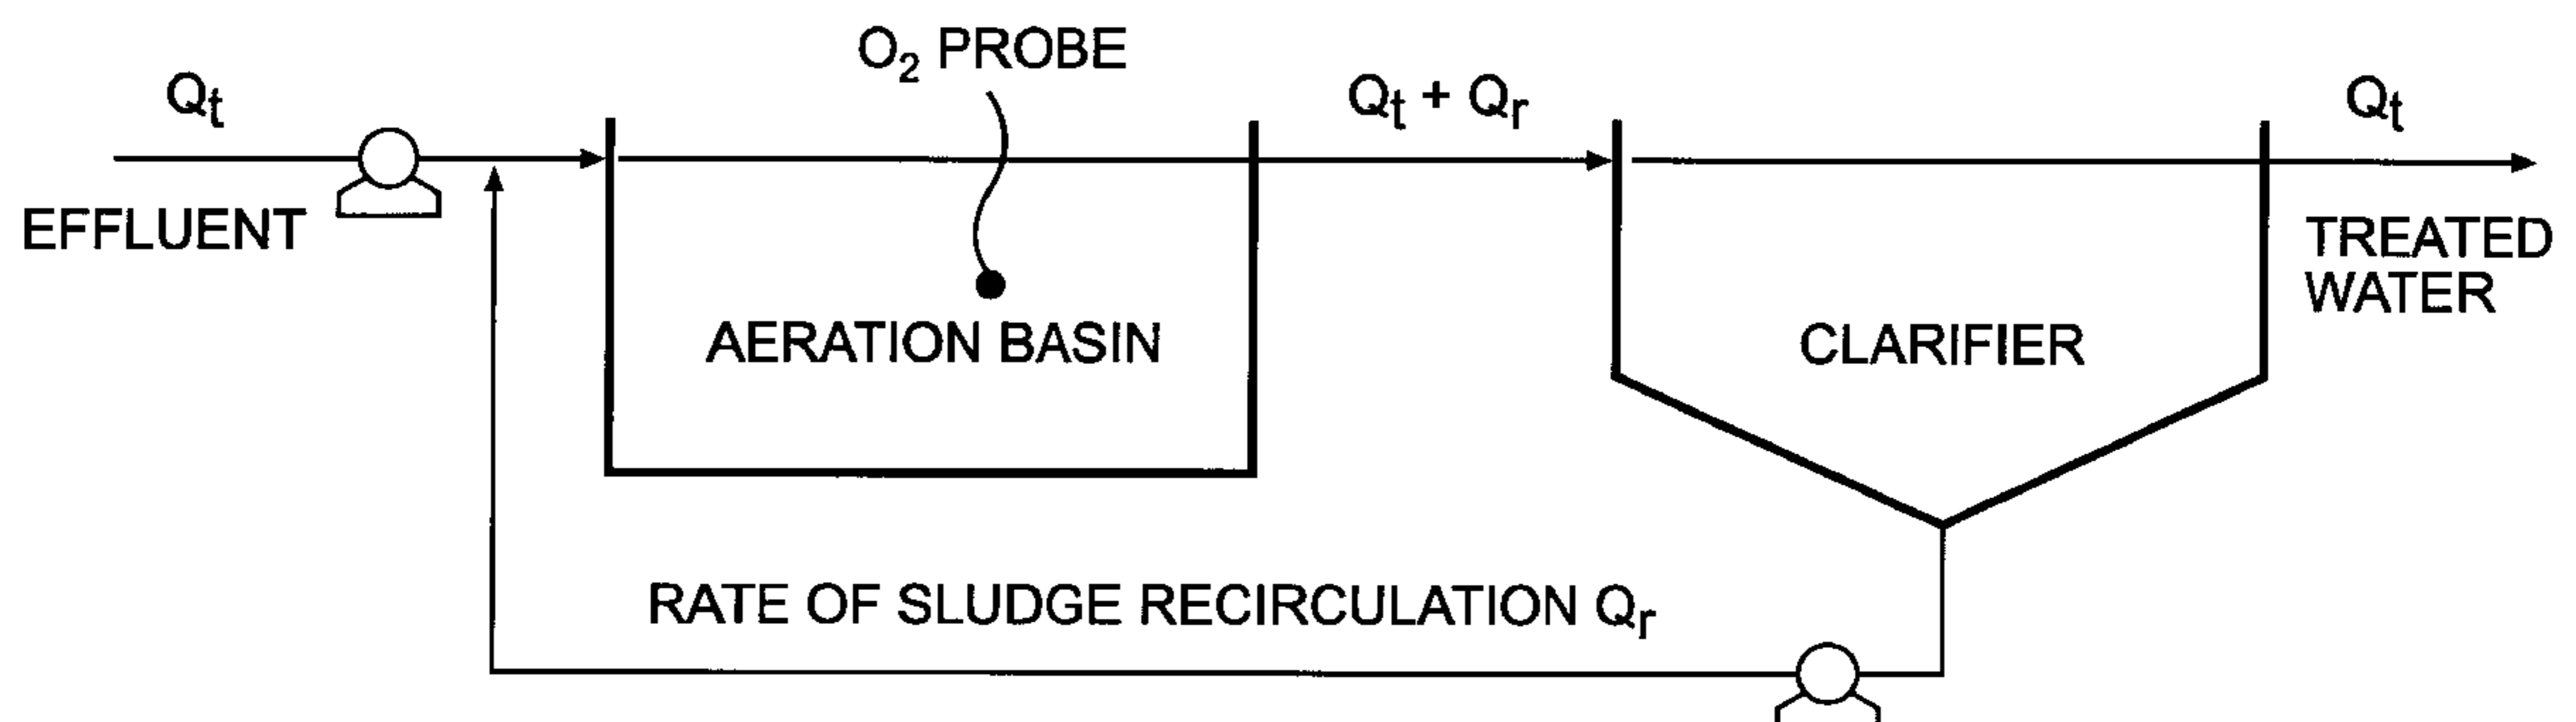 O₂ PROBE
Qt
Qt + Qr
Qt
EFFLUENT
TREATED
WATER
AERATION BASIN
CLARIFIER
RATE OF SLUDGE RECIRCULATION Qr